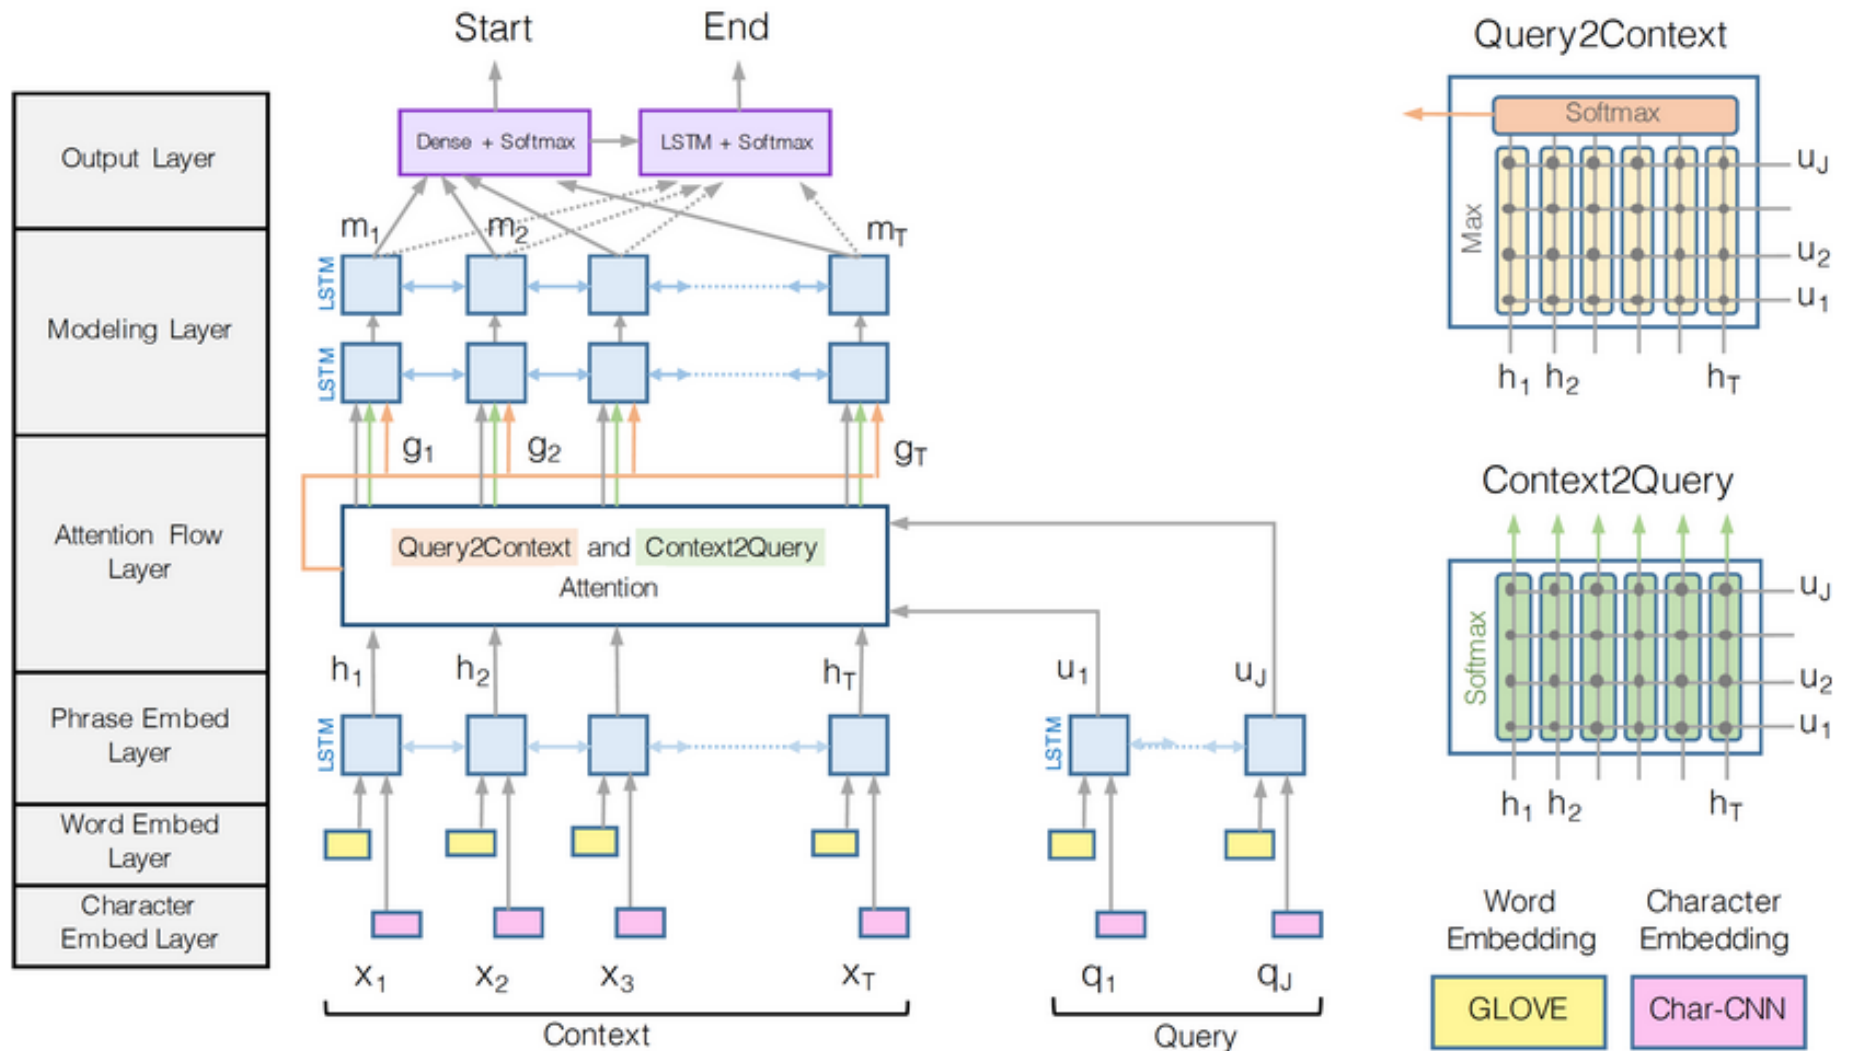 Start End
Output Layer
Dense + Softmax LSTM + Softmax
m1 m2 mT
Modeling Layer
LSTM
LSTM
g1 g2 gT
Attention Flow
Layer
Query2Context and Context2Query
Attention
h1 h2 hT u1 uJ
Phrase Embed
Layer
LSTM LSTM
Word Embed
Layer
Character
Embed Layer
x1 x2 x3 xT q1 qJ
Context Query
Query2Context
Softmax
Max
uJ
u2
u1
h1 h2 hT
Context2Query
Softmax
uJ
u2
u1
h1 h2 hT
Word
Embedding
Character
Embedding
GLOVE Char-CNN